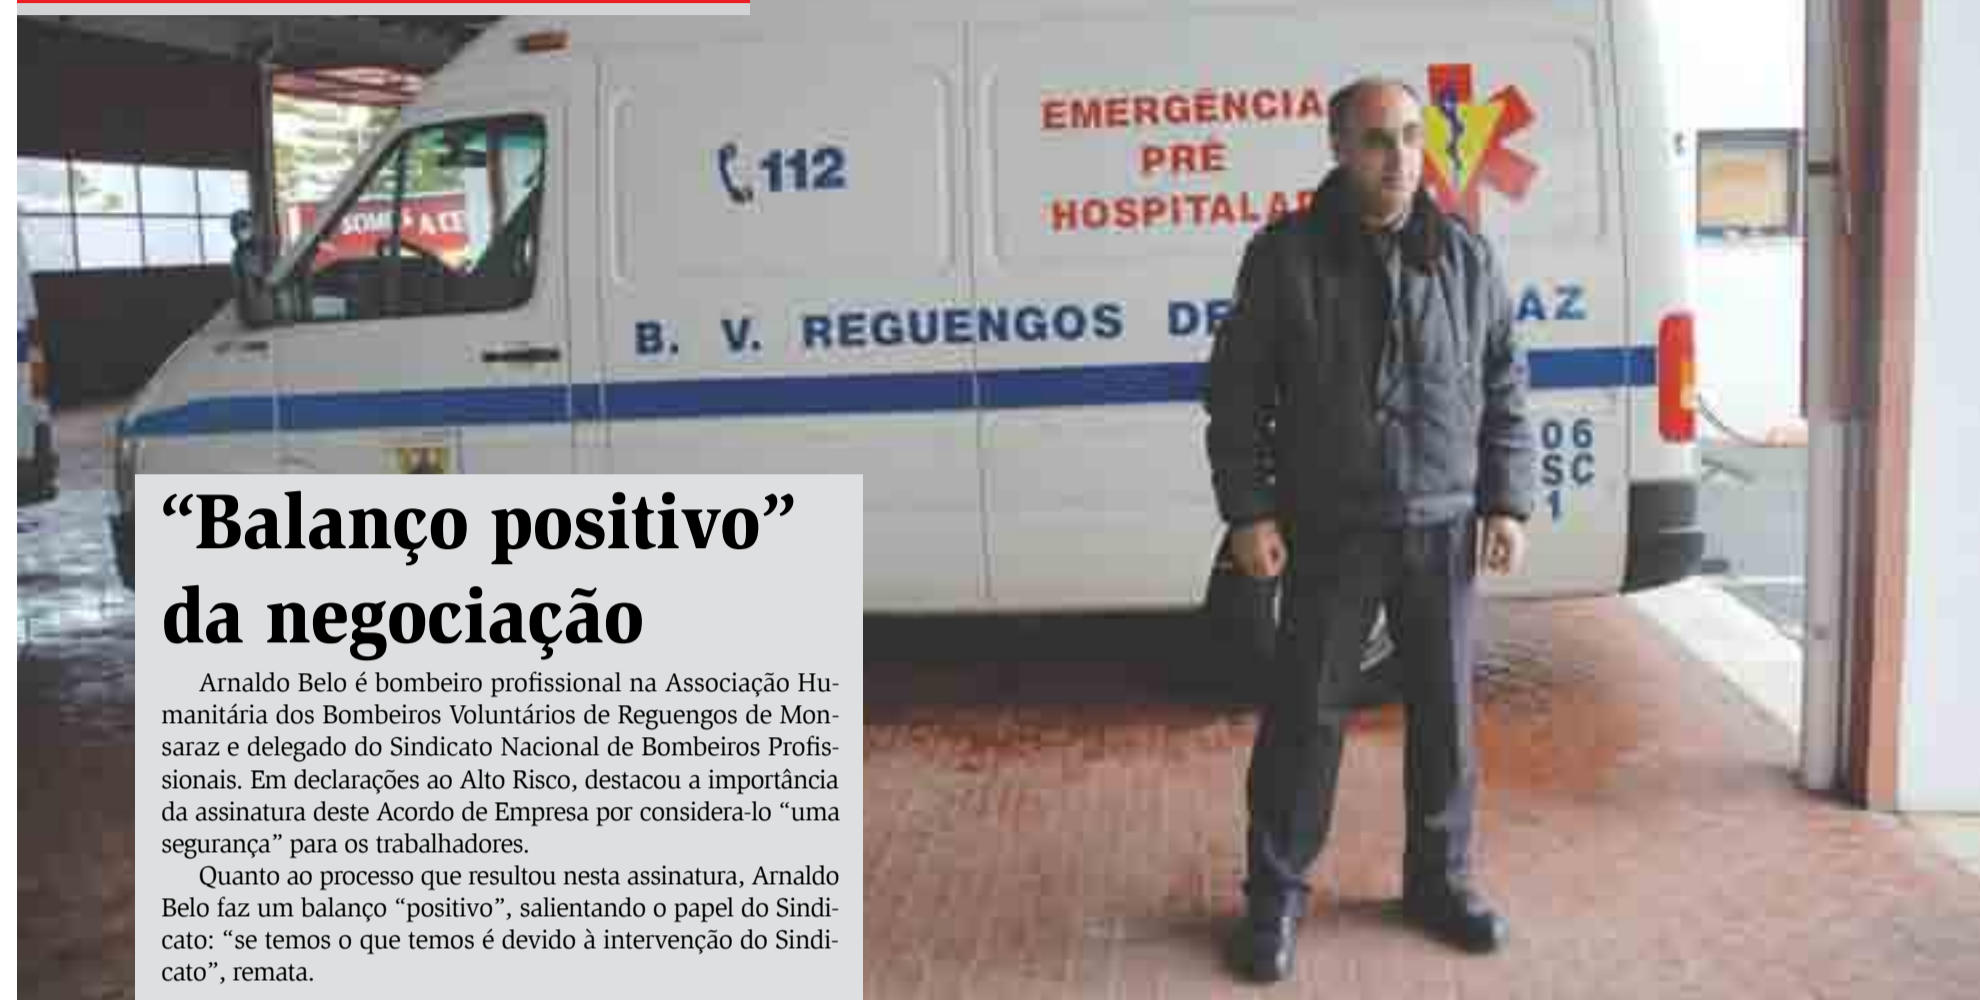 EMERGÊNCIA
PRÉ
HOSPITALAR
112
B. V. REGUENGOS DE AZ
06
SC
1
“Balanço positivo”
da negociação
Arnaldo Belo é bombeiro profissional na Associação Hu-
manitária dos Bombeiros Voluntários de Reguengos de Mon-
saraz e delegado do Sindicato Nacional de Bombeiros Profis-
sionais. Em declarações ao Alto Risco, destacou a importância
da assinatura deste Acordo de Empresa por considera-lo “uma
segurança” para os trabalhadores.
Quanto ao processo que resultou nesta assinatura, Arnaldo
Belo faz um balanço “positivo”, salientando o papel do Sindi-
cato: “se temos o que temos é devido à intervenção do Sindi-
cato”, remata.